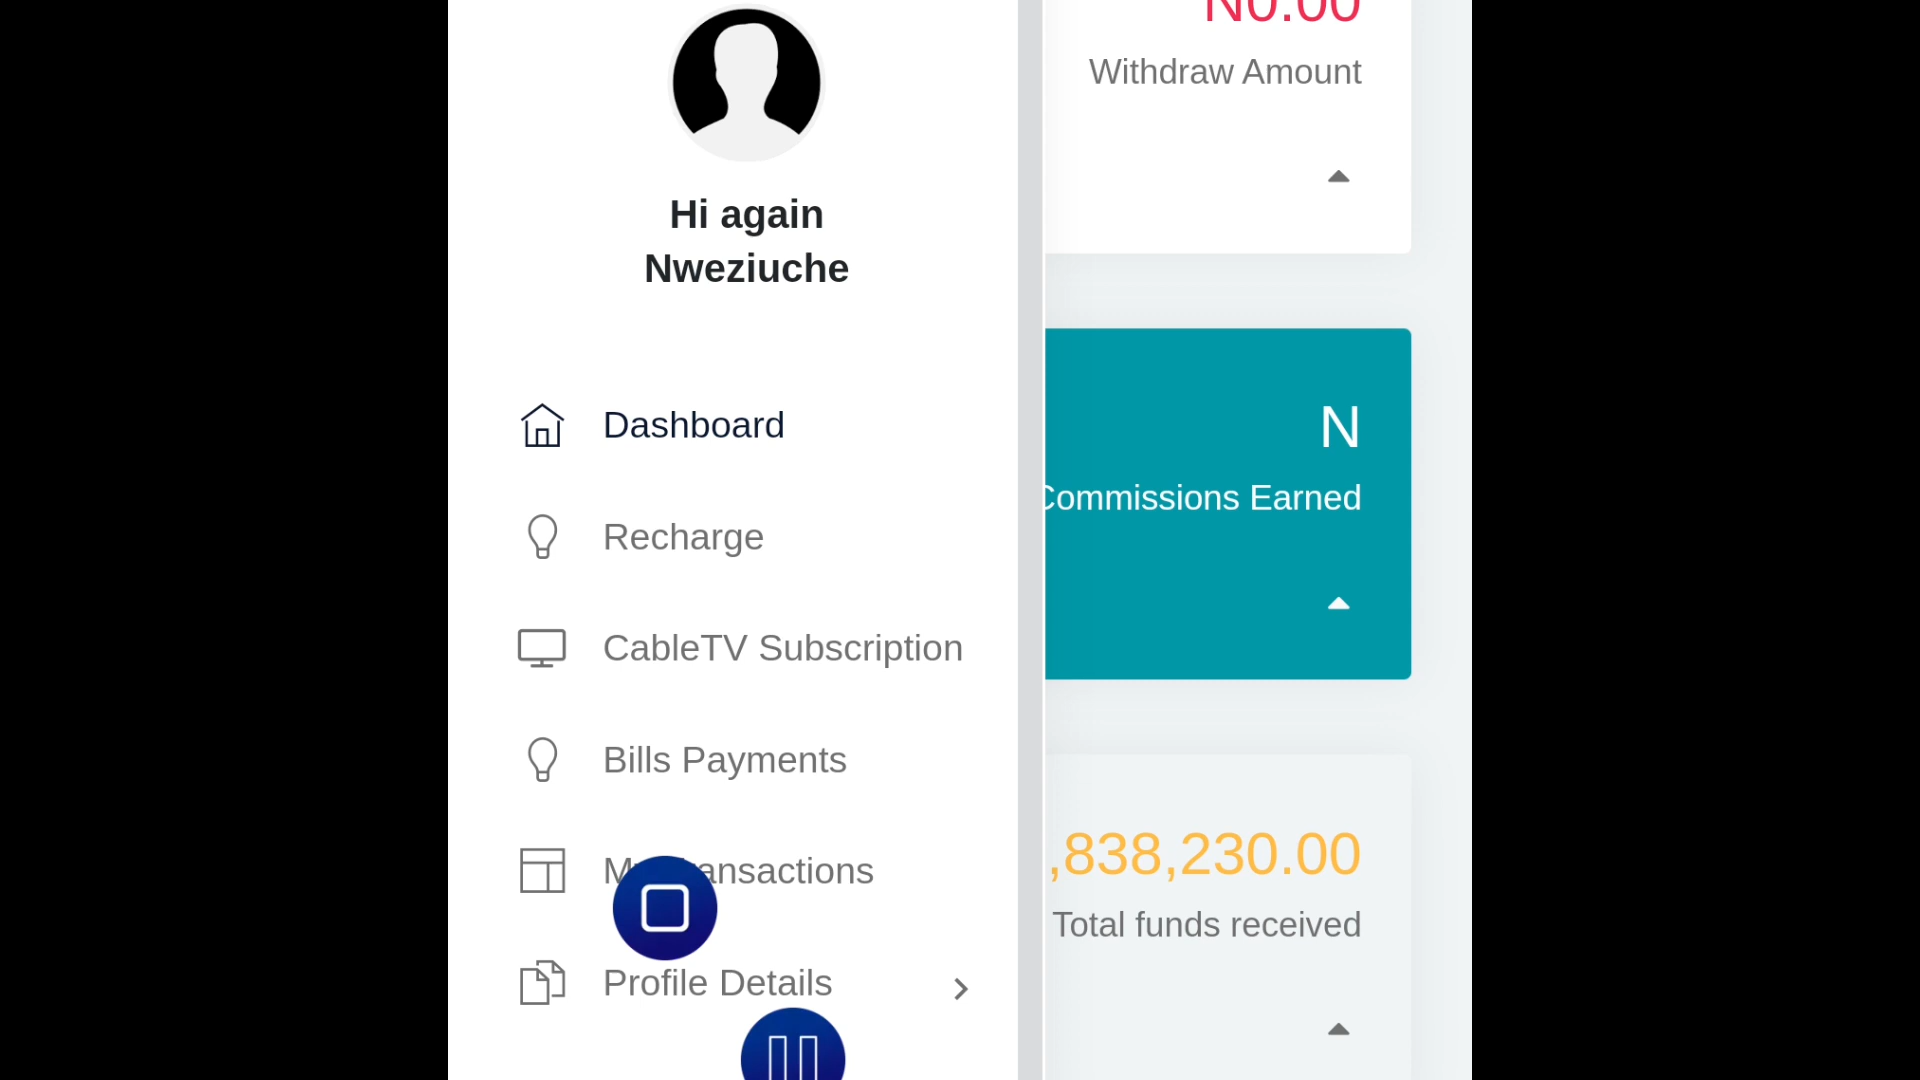 Hi again
Nweziuche
Dashboard
Recharge
CableTV Subscription
Bills Payments
Profile Details
N0.00
Withdraw Amount
N
Commissions Earned
,838,230.00
Total funds received